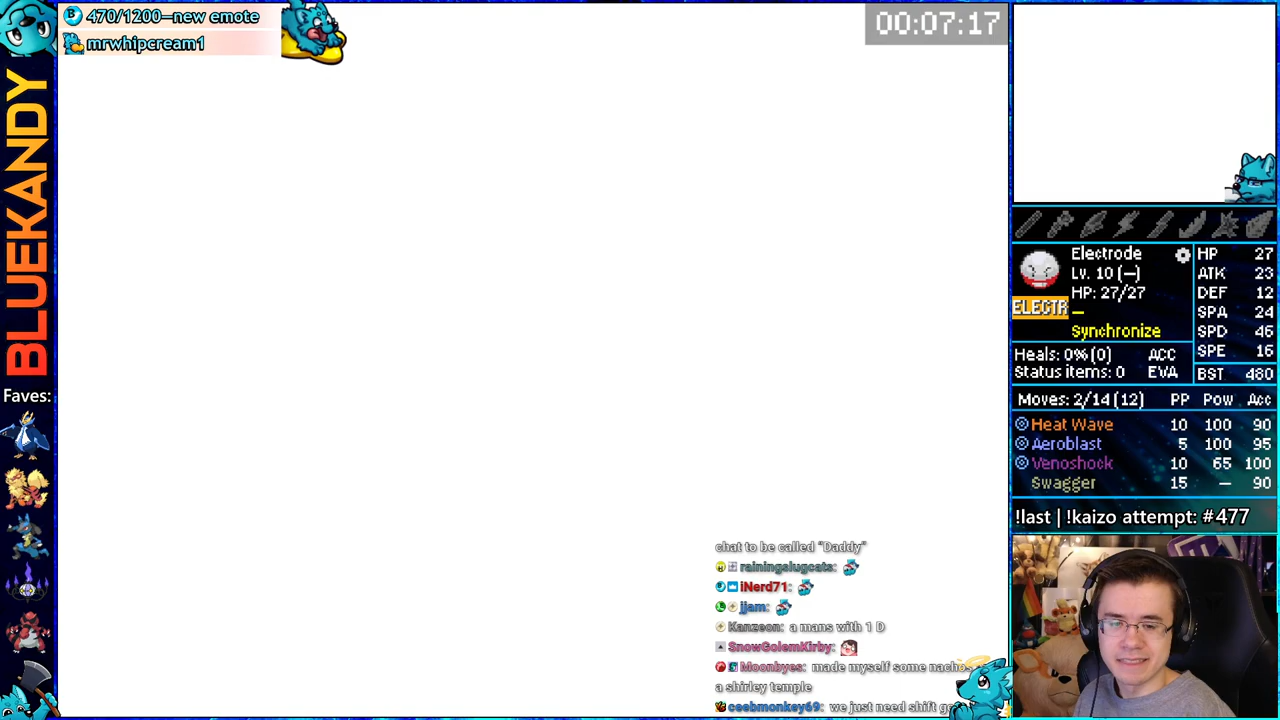 470/1200—new emote
mrwhipcream1
00:07:17
BLUEKANDY
Faves:
Electrode
Lv. 10 (—)
HP: 27/27
ELECTR
—
Synchronize
HP 27
ATK 23
DEF 12
SPA 24
SPD 46
SPE 16
BST 480
Heals: 0% (0) ACC
Status items: 0 EVA
Moves: 2/14 (12) PP Pow Acc
Heat Wave 10 100 90
Aeroblast 5 100 95
Venoshock 10 65 100
Swagger 15 — 90
!last | !kaizo attempt: #477
chat to be called “Daddy”
rainingslugcats:
iNerd71:
jjam:
Kanzeon: a mans with 1 D
SnowGolemKirby:
Moonbyes: made myself some nachos
a shirley temple
ceebmonkey69: we just need shift